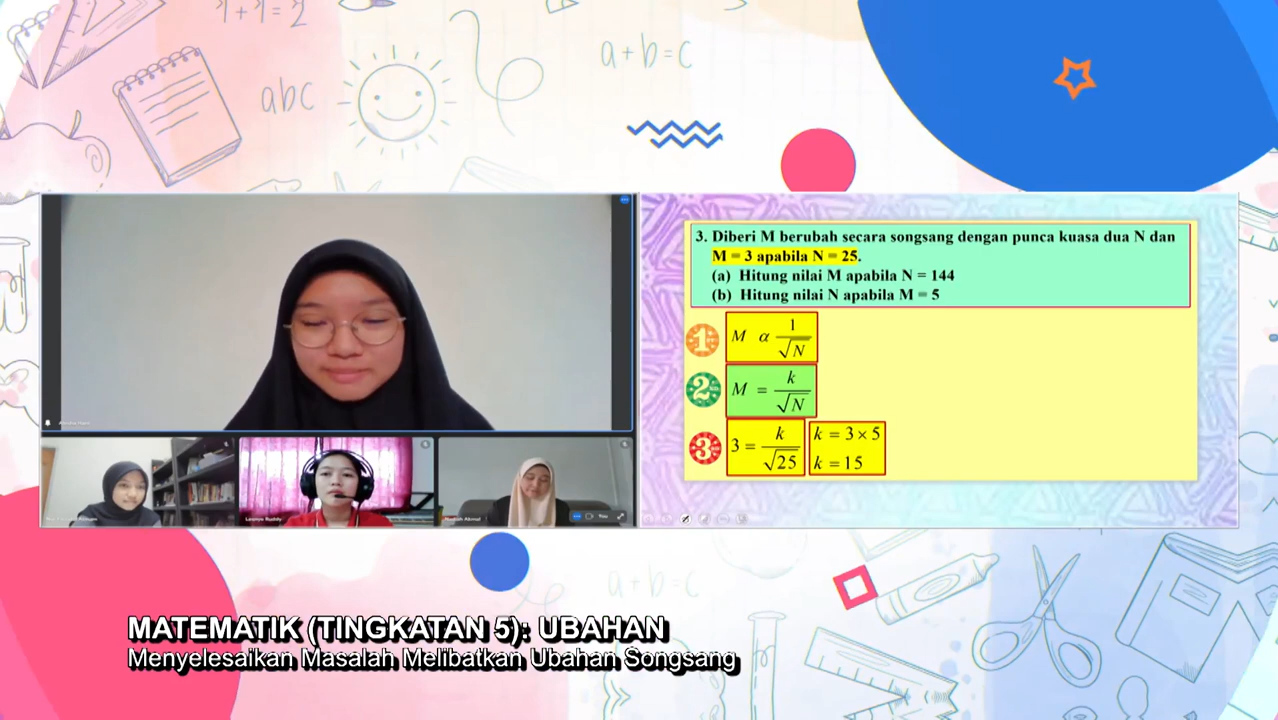 1+1=2
abc
a+b=c
3. Diberi M berubah secara songsang dengan punca kuasa dua N dan
M = 3 apabila N = 25.
(a) Hitung nilai M apabila N = 144
(b) Hitung nilai N apabila M = 5
1 M α 1/√N
2 M = k/√N
3 3 = k/√25 k = 3 × 5
k = 15
You
a+b=c
MATEMATIK (TINGKATAN 5): UBAHAN
Menyelesaikan Masalah Melibatkan Ubahan Songsang